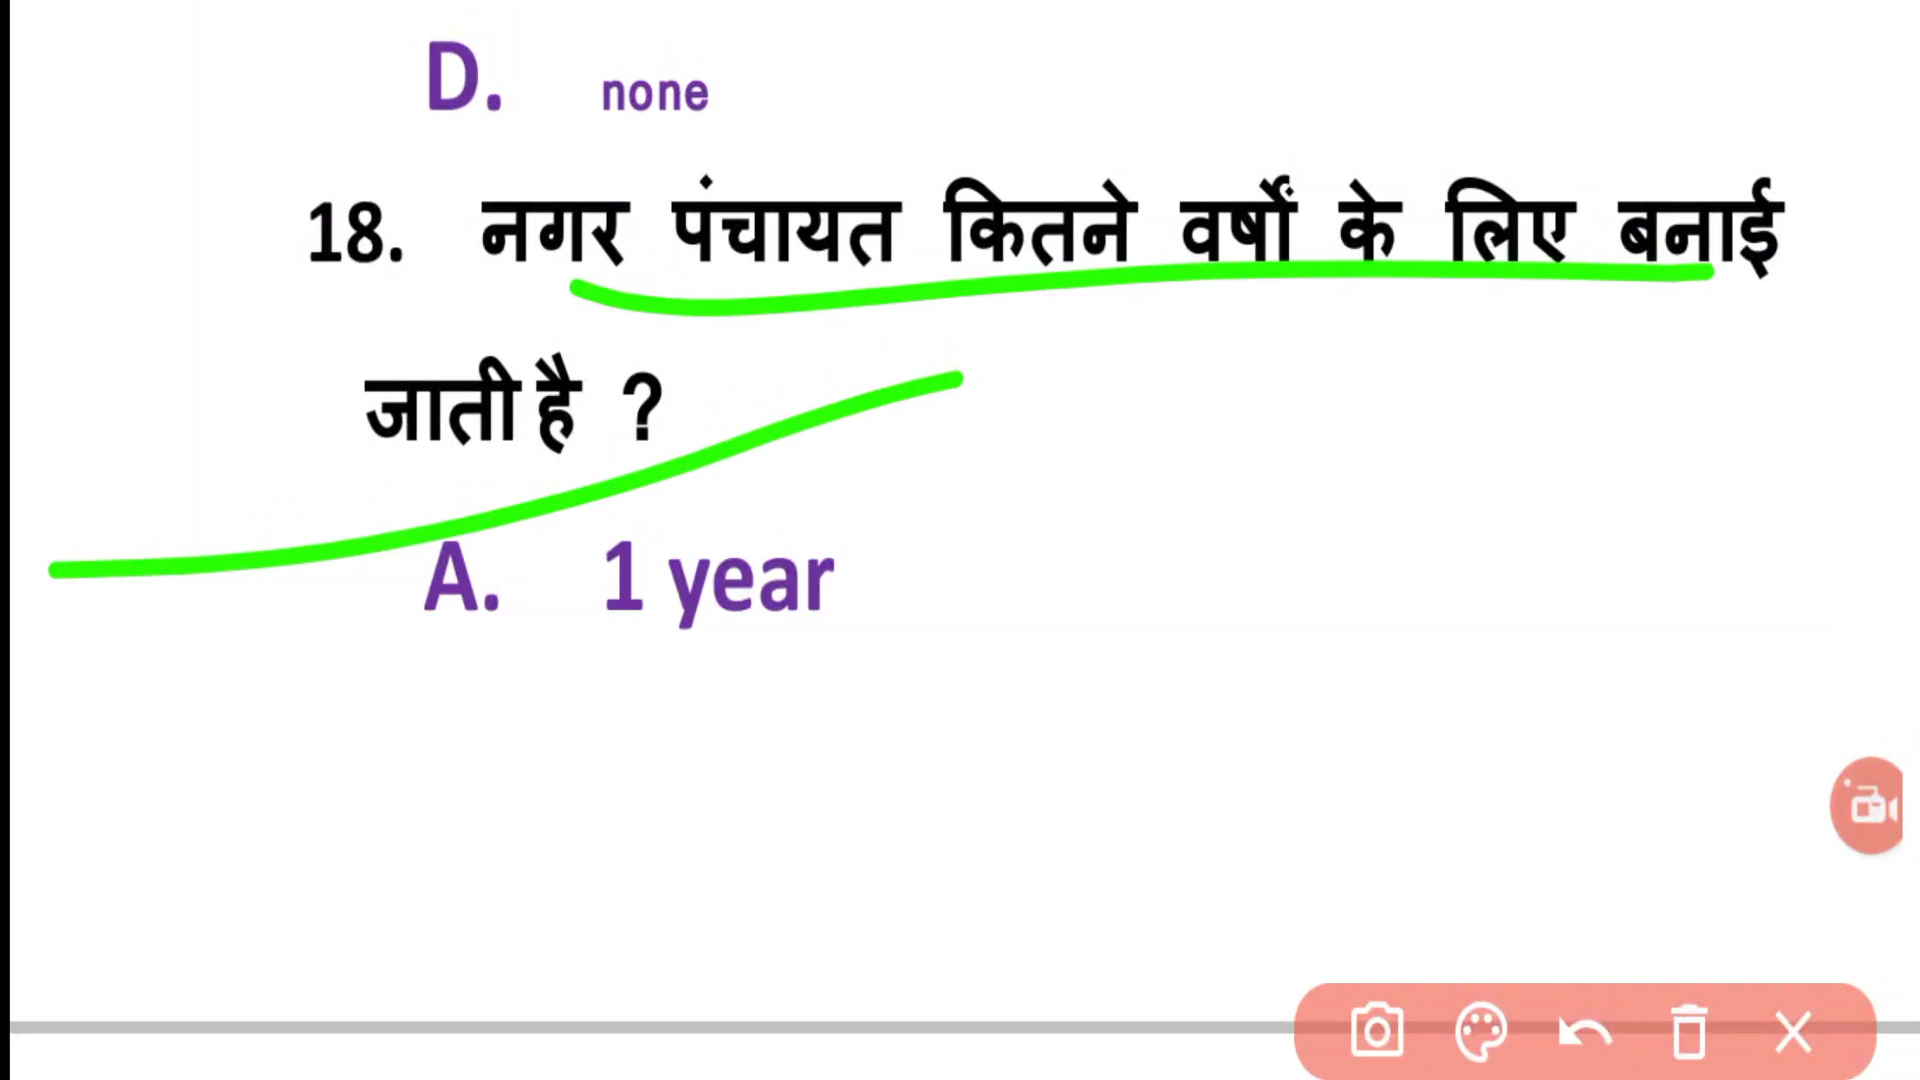 D. none
18. नगर पंचायत कितने वर्षों के लिए बनाई
जाती है ?
A. 1 year